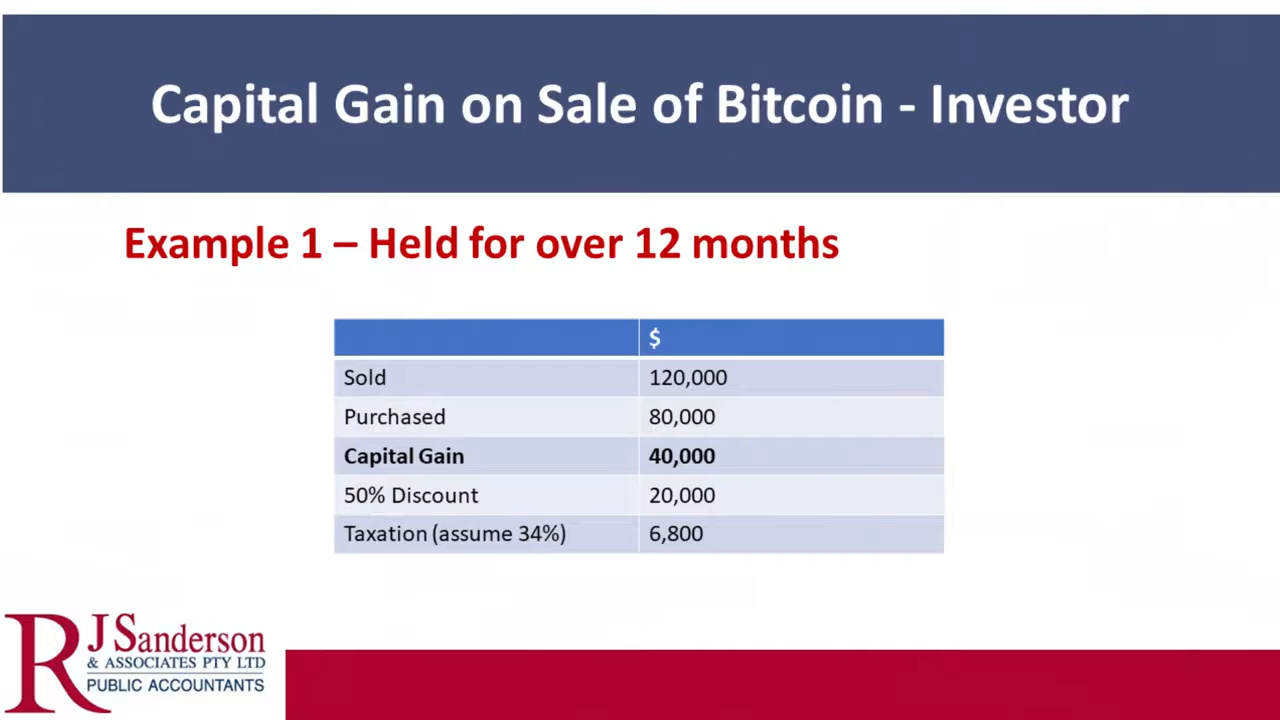 Capital Gain on Sale of Bitcoin - Investor
Example 1 – Held for over 12 months
$
Sold 120,000
Purchased 80,000
Capital Gain 40,000
50% Discount 20,000
Taxation (assume 34%) 6,800
RJSanderson
& ASSOCIATES PTY LTD
PUBLIC ACCOUNTANTS